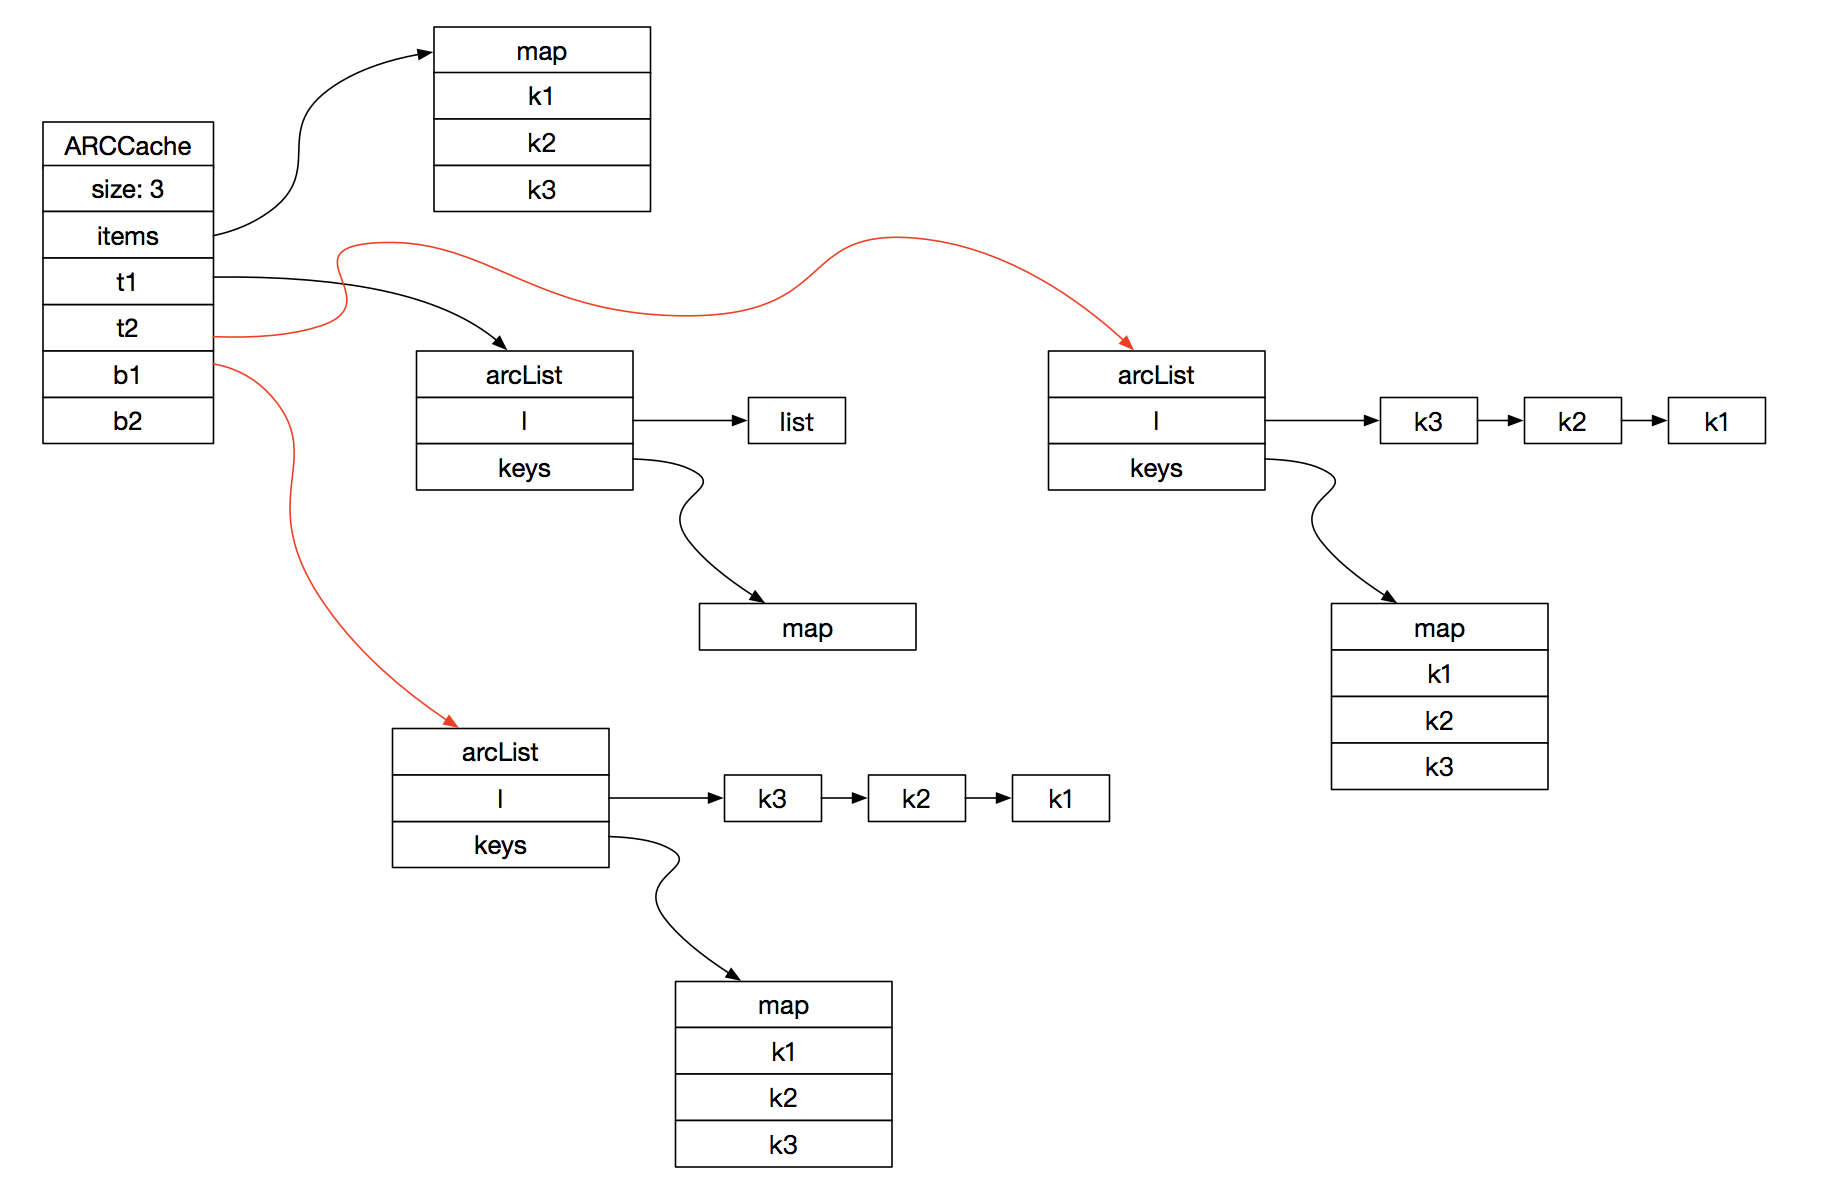 map
k1
k2
k3
ARCCache
size: 3
items
t1
t2
b1
b2
arcList
l
keys
list
map
arcList
l
keys
k3
k2
k1
map
k1
k2
k3
arcList
l
keys
k3
k2
k1
map
k1
k2
k3